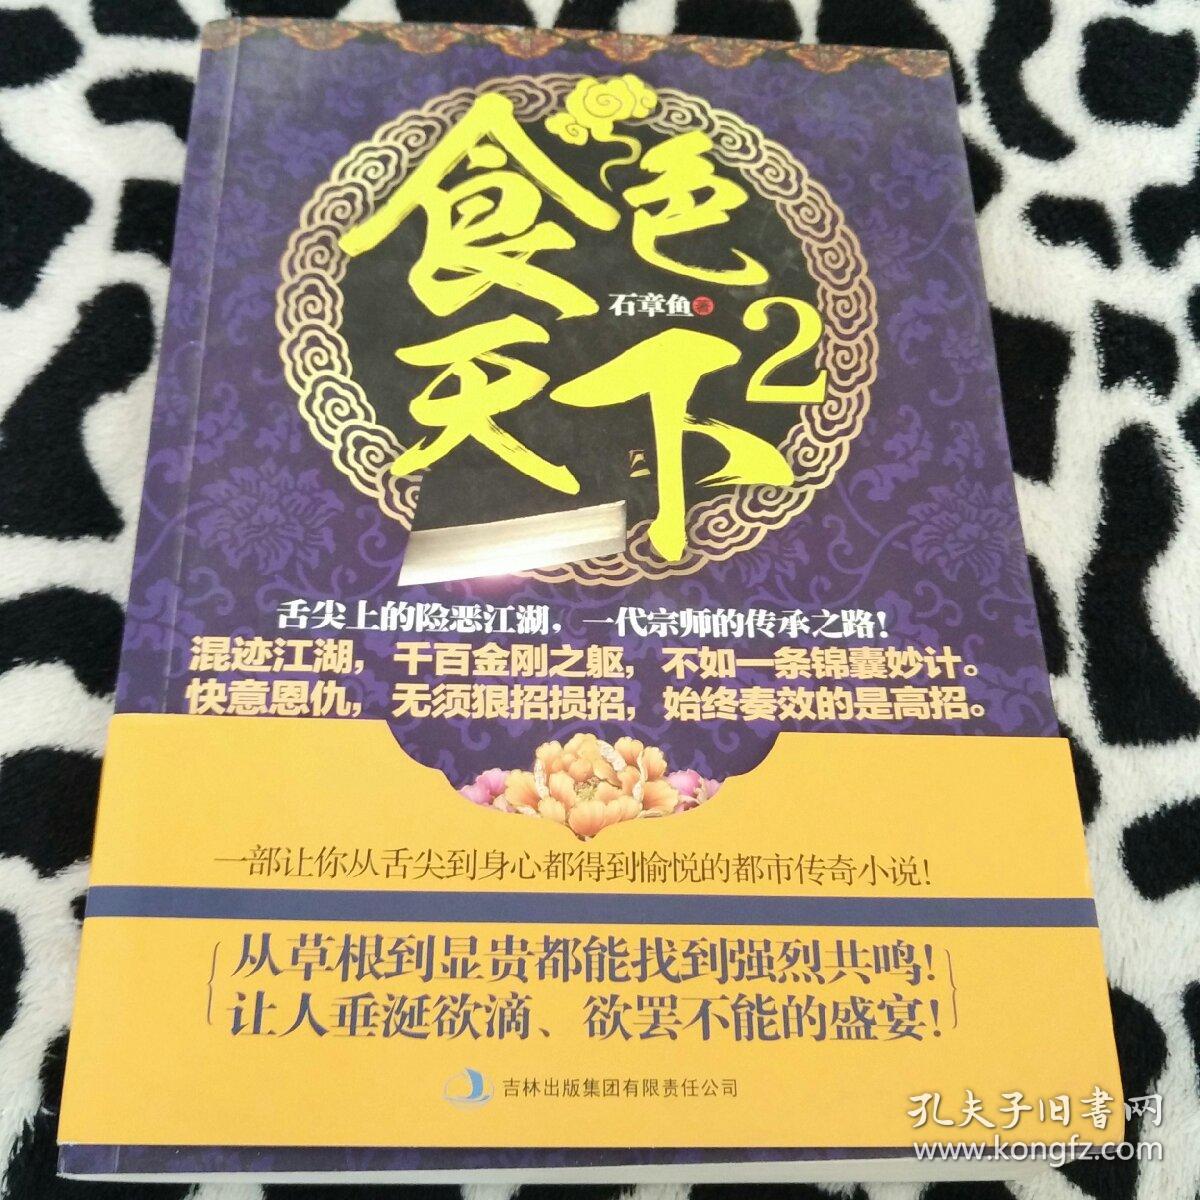 食色
天下2
石章鱼 著
舌尖上的险恶江湖，一代宗师的传承之路！
混迹江湖，千百金刚之躯，不如一条锦囊妙计。
快意恩仇，无须狠招损招，始终奏效的是高招。
一部让你从舌尖到身心都得到愉悦的都市传奇小说！
从草根到显贵都能找到强烈共鸣！
让人垂涎欲滴、欲罢不能的盛宴！
吉林出版集团有限责任公司
孔夫子旧书网
www.kongfz.com